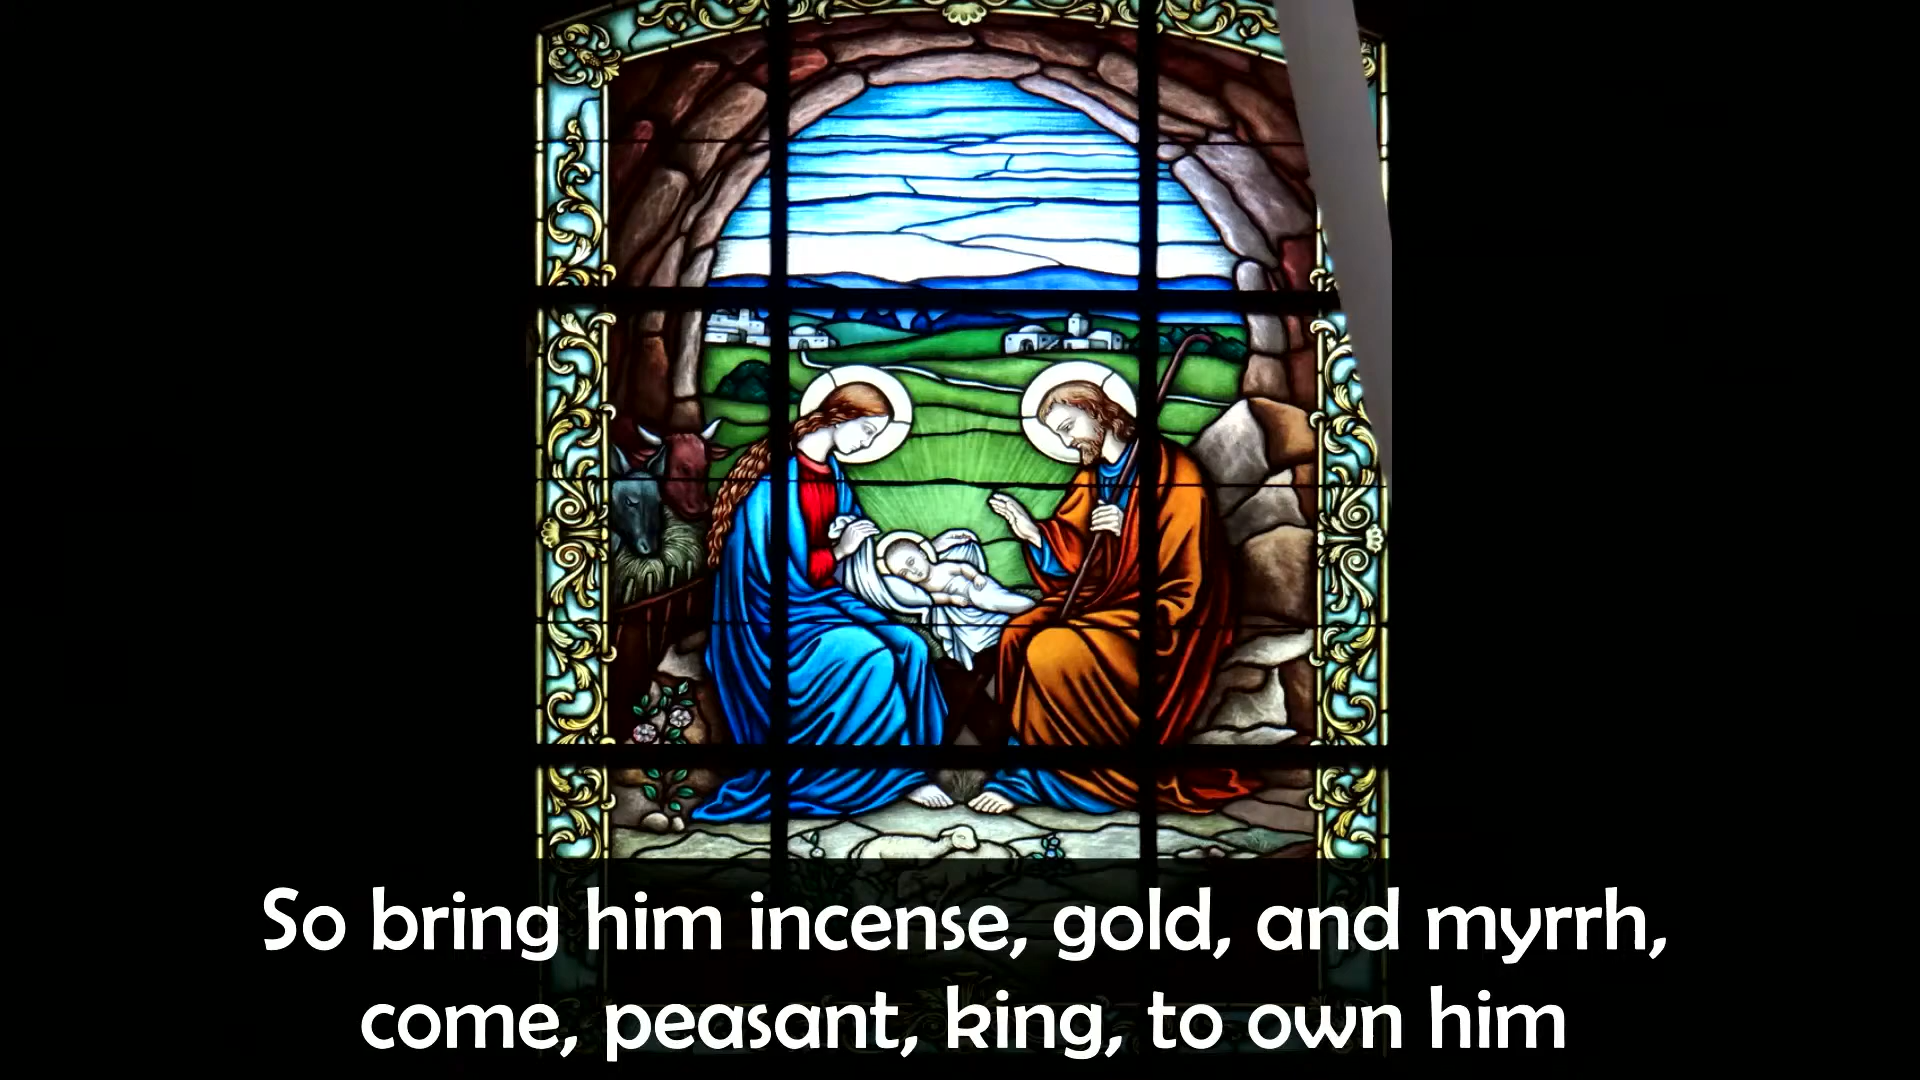 So bring him incense, gold, and myrrh,
come, peasant, king, to own him